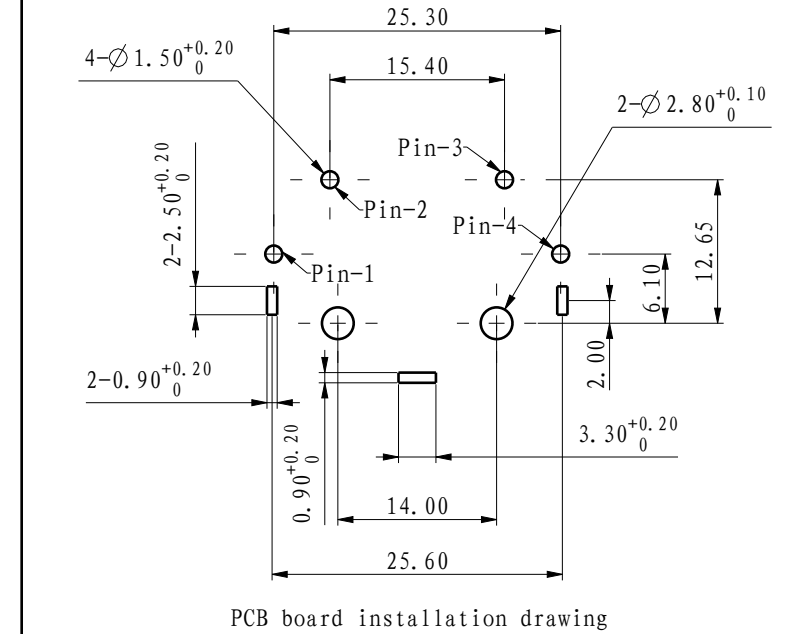 25.30
4-∅1.50 +0.20 0
15.40
2-∅2.80 +0.10 0
Pin-3
2-2.50 +0.20 0
Pin-2
Pin-4
12.65
Pin-1
6.10
2.00
2-0.90 +0.20 0
3.30 +0.20 0
0.90 +0.20 0
14.00
25.60
PCB board installation drawing